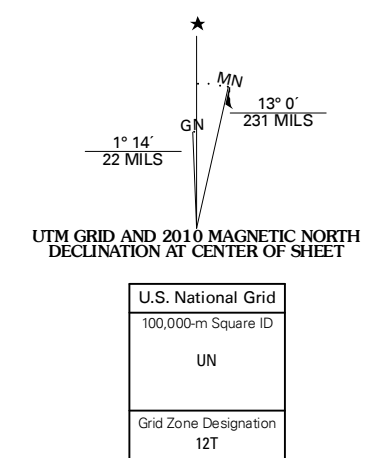 ★
MN
GN
13° 0´
231 MILS
1° 14´
22 MILS
UTM GRID AND 2010 MAGNETIC NORTH
DECLINATION AT CENTER OF SHEET
U.S. National Grid
100,000-m Square ID
UN
Grid Zone Designation
12T